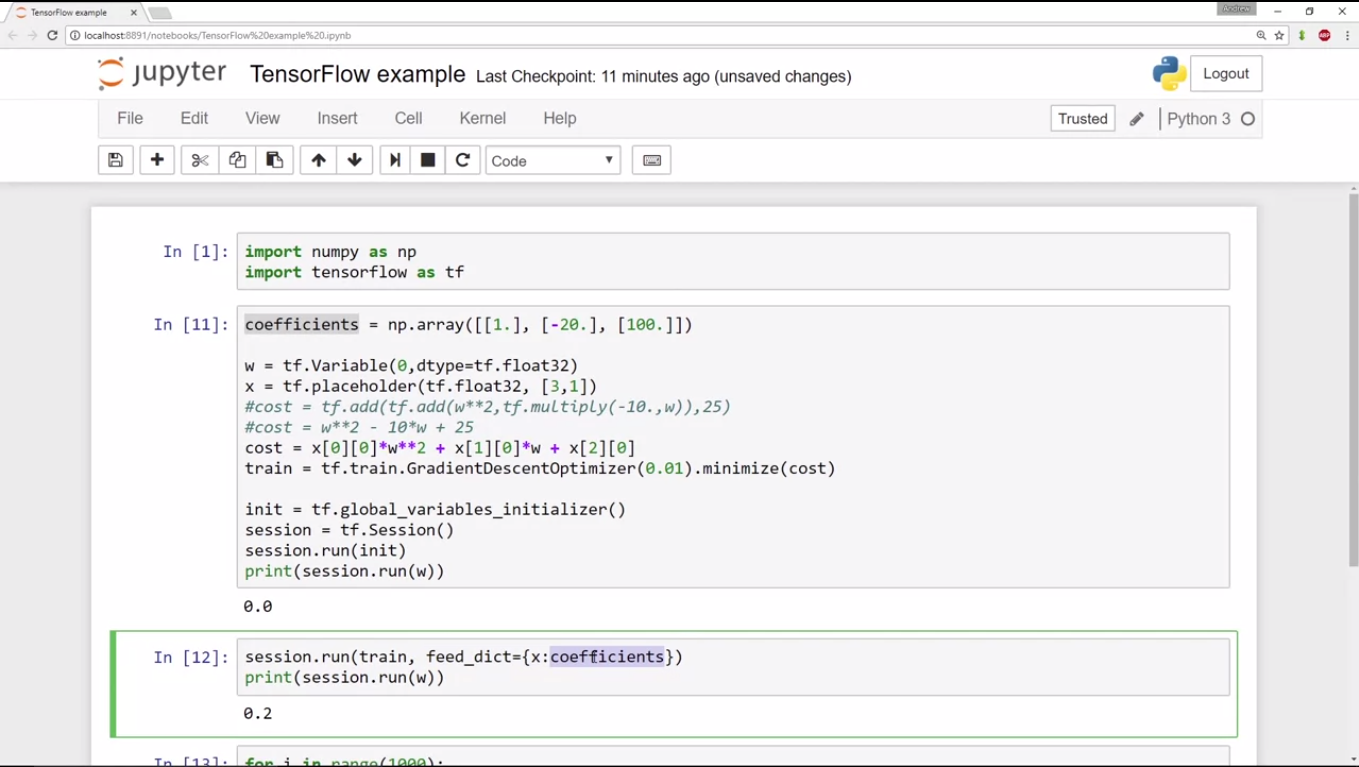 TensorFlow example
Andrew
localhost:8891/notebooks/TensorFlow%20example%20.ipynb
ABP
jupyter TensorFlow example Last Checkpoint: 11 minutes ago (unsaved changes)
Logout
File Edit View Insert Cell Kernel Help
Trusted Python 3
Code
In [1]: import numpy as np
import tensorflow as tf
In [11]: coefficients = np.array([[1.], [-20.], [100.]])
w = tf.Variable(0,dtype=tf.float32)
x = tf.placeholder(tf.float32, [3,1])
#cost = tf.add(tf.add(w**2,tf.multiply(-10.,w)),25)
#cost = w**2 - 10*w + 25
cost = x[0][0]*w**2 + x[1][0]*w + x[2][0]
train = tf.train.GradientDescentOptimizer(0.01).minimize(cost)
init = tf.global_variables_initializer()
session = tf.Session()
session.run(init)
print(session.run(w))
0.0
In [12]: session.run(train, feed_dict={x:coefficients})
print(session.run(w))
0.2
In [13]: for i in range(1000):